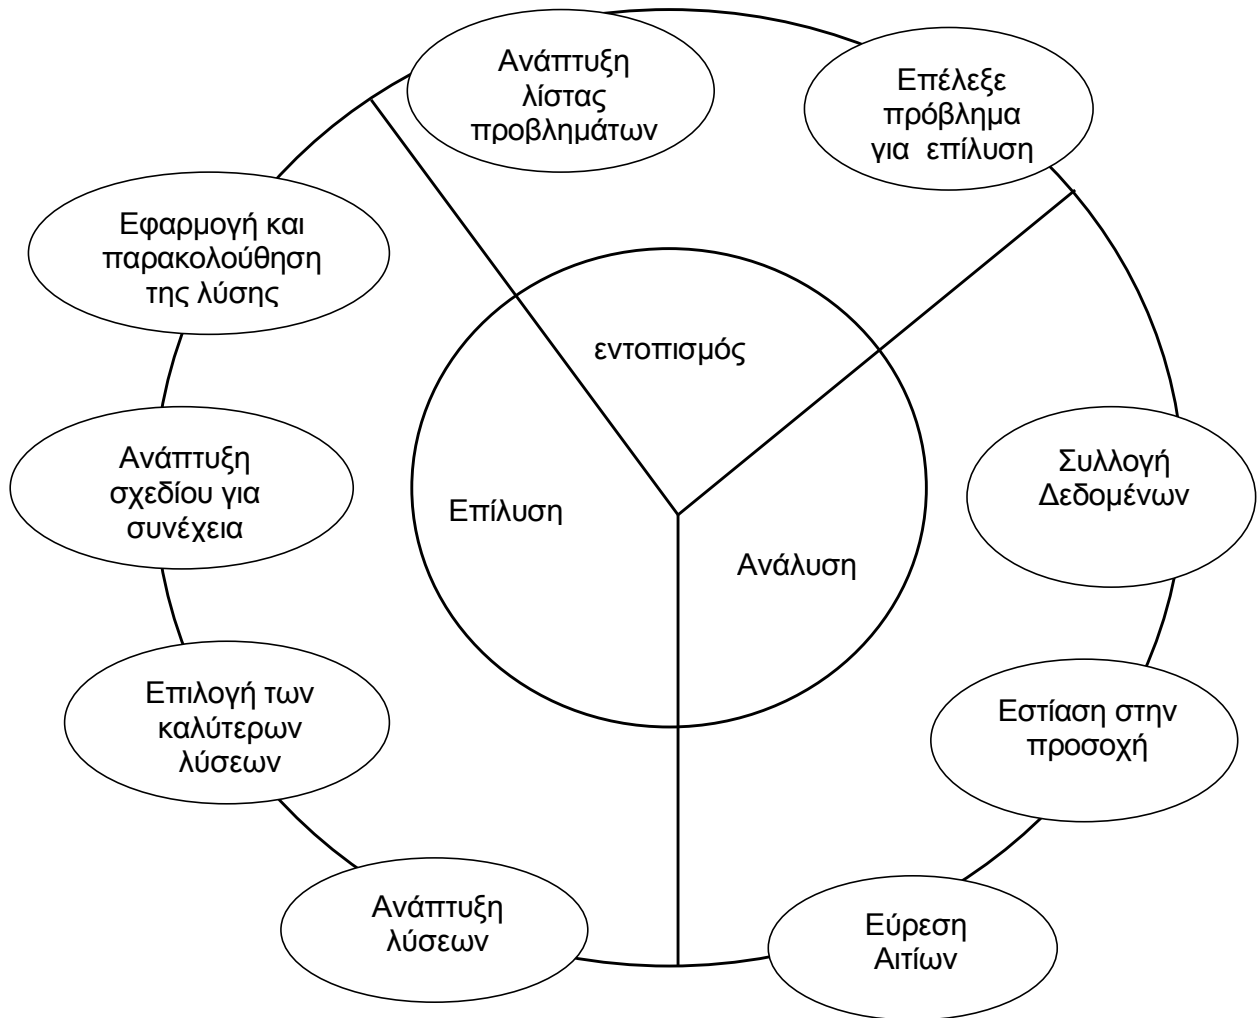 Ανάπτυξη
λίστας
προβλημάτων
Επέλεξε
πρόβλημα
για επίλυση
Εφαρμογή και
παρακολούθηση
της λύσης
εντοπισμός
Ανάπτυξη
σχεδίου για
συνέχεια
Επίλυση
Ανάλυση
Συλλογή
Δεδομένων
Επιλογή των
καλύτερων
λύσεων
Εστίαση στην
προσοχή
Ανάπτυξη
λύσεων
Εύρεση
Αιτίων